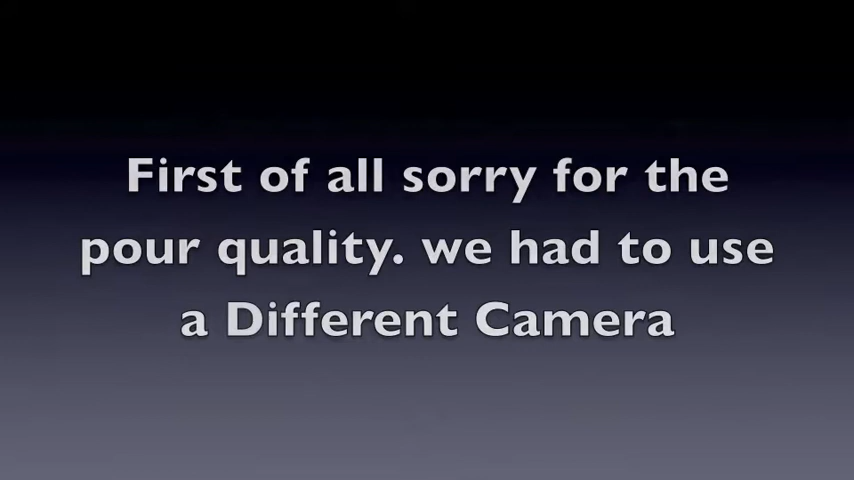 First of all sorry for the
pour quality. we had to use
a Different Camera